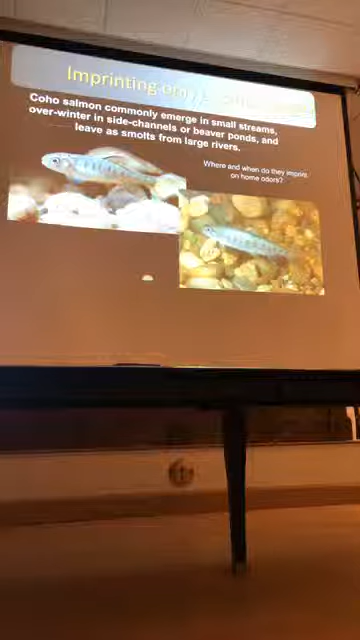 Imprinting
Coho salmon commonly emerge in small streams,
over-winter in side-channels or beaver ponds, and
leave as smolts from large rivers.
Where and when do they imprint
on home odors?